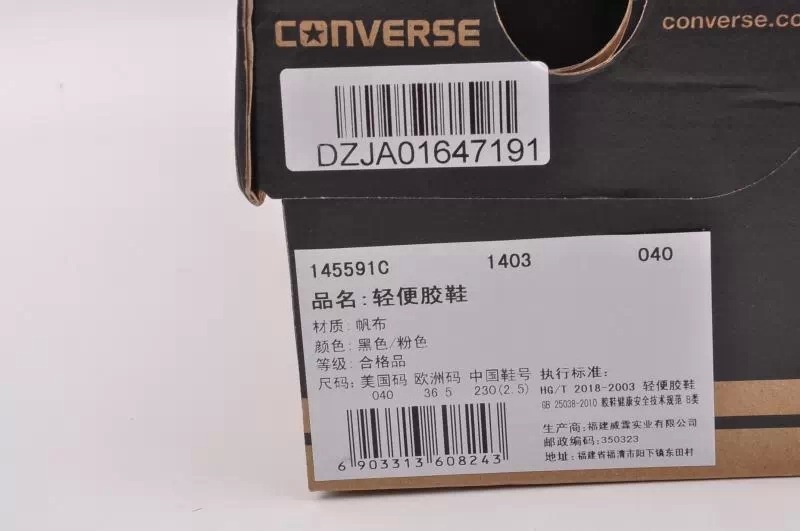 CONVERSE
converse.co
DZJA01647191
145591C 1403 040
品名:轻便胶鞋
材质:帆布
颜色:黑色/粉色
等级:合格品
尺码:美国码 欧洲码 中国鞋号
040 36 5 230(2.5)
执行标准:
HG/T 2018-2003 轻便胶鞋
GB 25038-2010 胶鞋健康安全技术规范 B类
6 903313 608243
生产商:福建威霖实业有限公司
邮政编码:350323
地址:福建省福清市阳下镇东田村